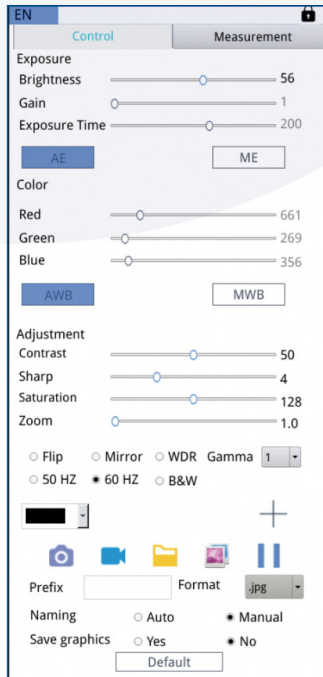 EN
Control Measurement
Exposure
Brightness 56
Gain 1
Exposure Time 200
AE ME
Color
Red 661
Green 269
Blue 356
AWB MWB
Adjustment
Contrast 50
Sharp 4
Saturation 128
Zoom 1.0
Flip Mirror WDR Gamma 1
50 HZ 60 HZ B&W
Prefix Format .jpg
Naming Auto Manual
Save graphics Yes No
Default